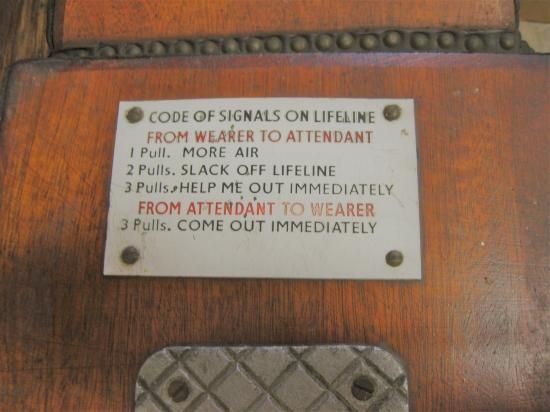 CODE OF SIGNALS ON LIFELINE
FROM WEARER TO ATTENDANT
1 Pull. MORE AIR
2 Pulls. SLACK OFF LIFELINE
3 Pulls. HELP ME OUT IMMEDIATELY
FROM ATTENDANT TO WEARER
3 Pulls. COME OUT IMMEDIATELY